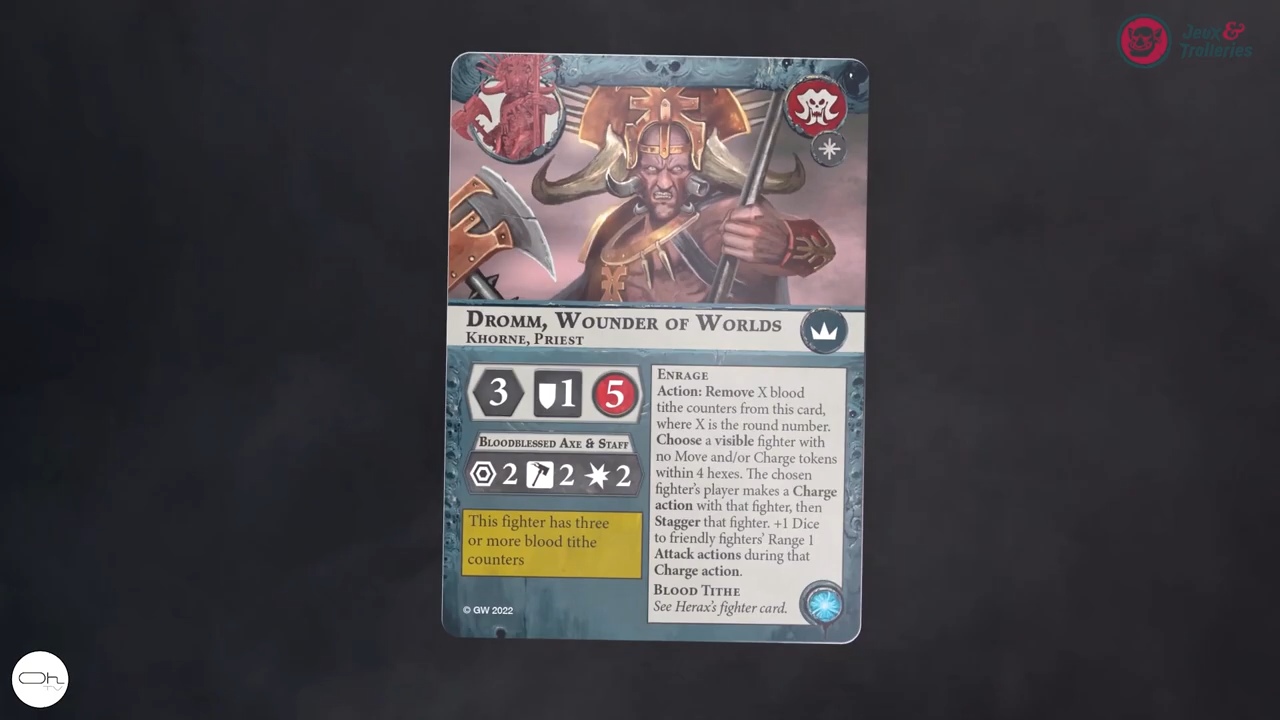 Jeux &
Trolleries
Dromm, Wounder of Worlds
Khorne, Priest
3 1 5
Bloodblessed Axe & Staff
2 2 2
This fighter has three
or more blood tithe
counters
© GW 2022
Enrage
Action: Remove X blood
tithe counters from this card,
where X is the round number.
Choose a visible fighter with
no Move and/or Charge tokens
within 4 hexes. The chosen
fighter's player makes a Charge
action with that fighter, then
Stagger that fighter. +1 Dice
to friendly fighters' Range 1
Attack actions during that
Charge action.
Blood Tithe
See Herax's fighter card.
Oh
TV